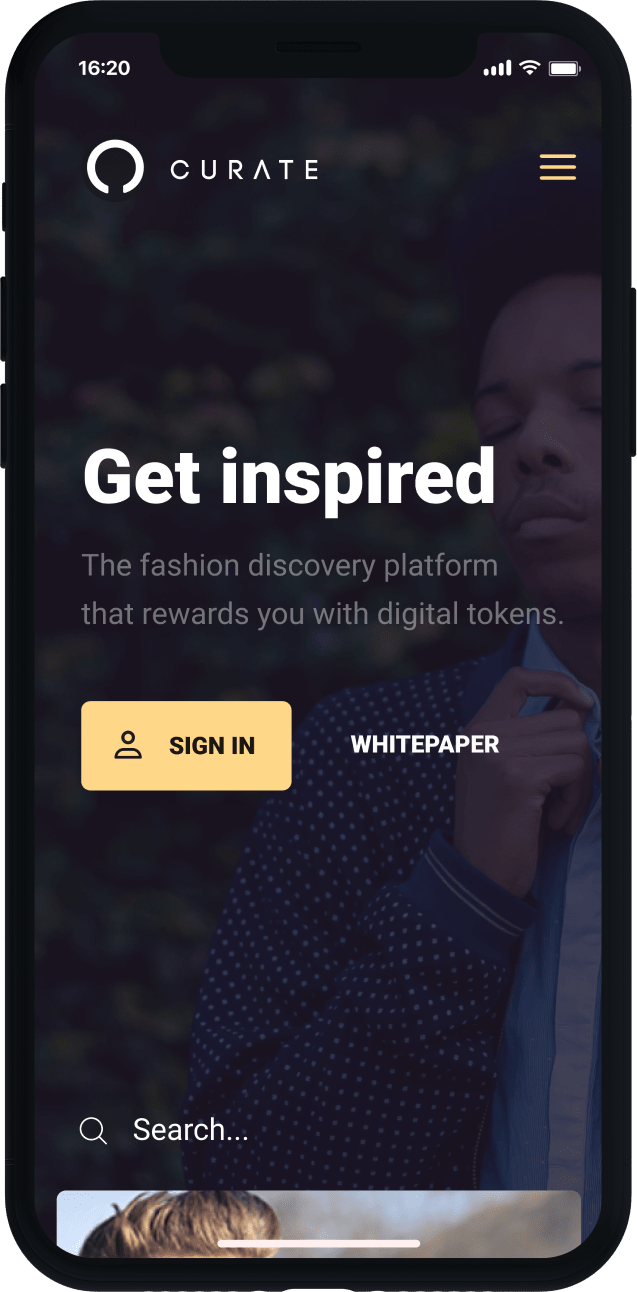 16:20
CURATE
Get inspired
The fashion discovery platform
that rewards you with digital tokens.
SIGN IN
WHITEPAPER
Search...